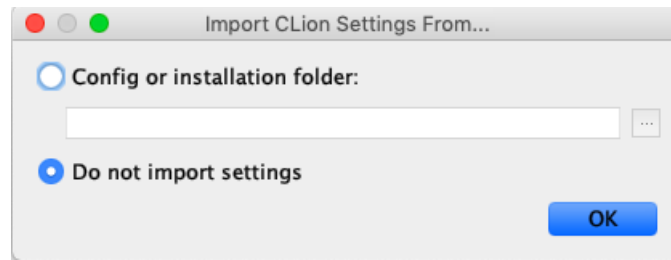 Import CLion Settings From...
Config or installation folder:
...
Do not import settings
OK